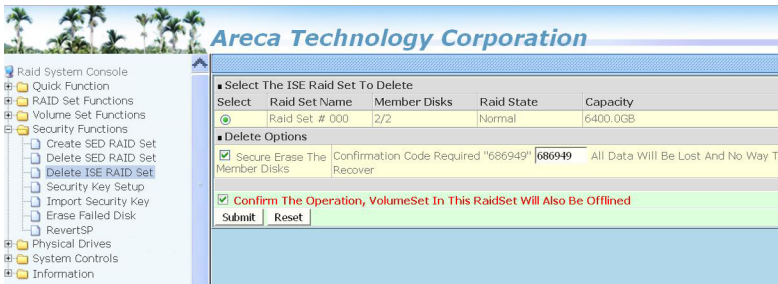 Areca Technology Corporation
Raid System Console
Quick Function
RAID Set Functions
Volume Set Functions
Security Functions
Create SED RAID Set
Delete SED RAID Set
Delete ISE RAID Set
Security Key Setup
Import Security Key
Erase Failed Disk
RevertSP
Physical Drives
System Controls
Information
Select The ISE Raid Set To Delete
Select Raid Set Name Member Disks Raid State Capacity
Raid Set # 000 2/2 Normal 6400.0GB
Delete Options
Secure Erase The Member Disks
Confirmation Code Required "686949" 686949 All Data Will Be Lost And No Way T
Recover
Confirm The Operation, VolumeSet In This RaidSet Will Also Be Offlined
Submit Reset